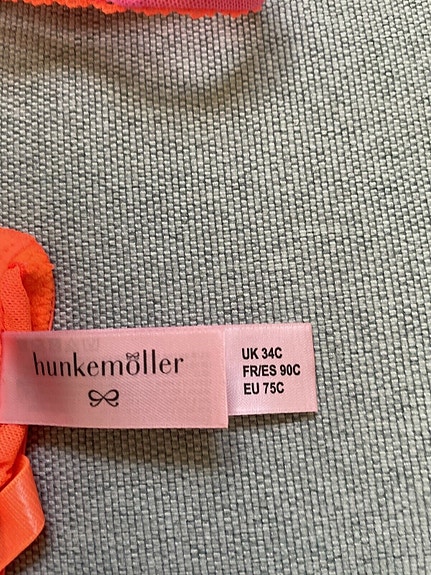 hunkemöller
UK 34C
FR/ES 90C
EU 75C